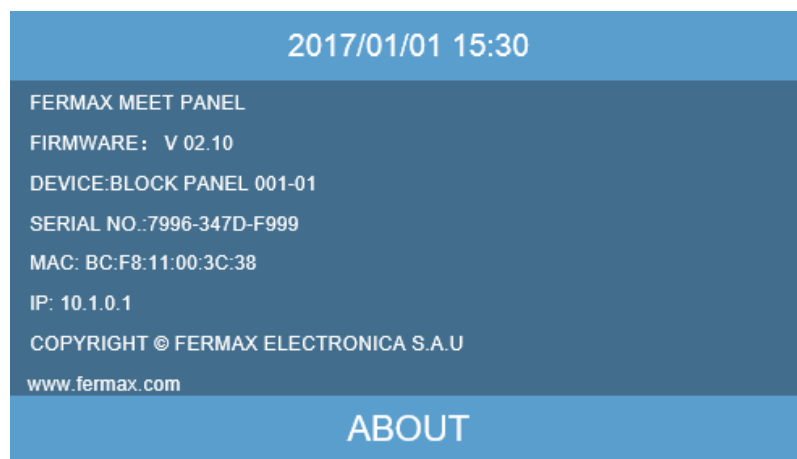 2017/01/01 15:30
FERMAX MEET PANEL
FIRMWARE： V 02.10
DEVICE:BLOCK PANEL 001-01
SERIAL NO.:7996-347D-F999
MAC: BC:F8:11:00:3C:38
IP: 10.1.0.1
COPYRIGHT © FERMAX ELECTRONICA S.A.U
www.fermax.com
ABOUT